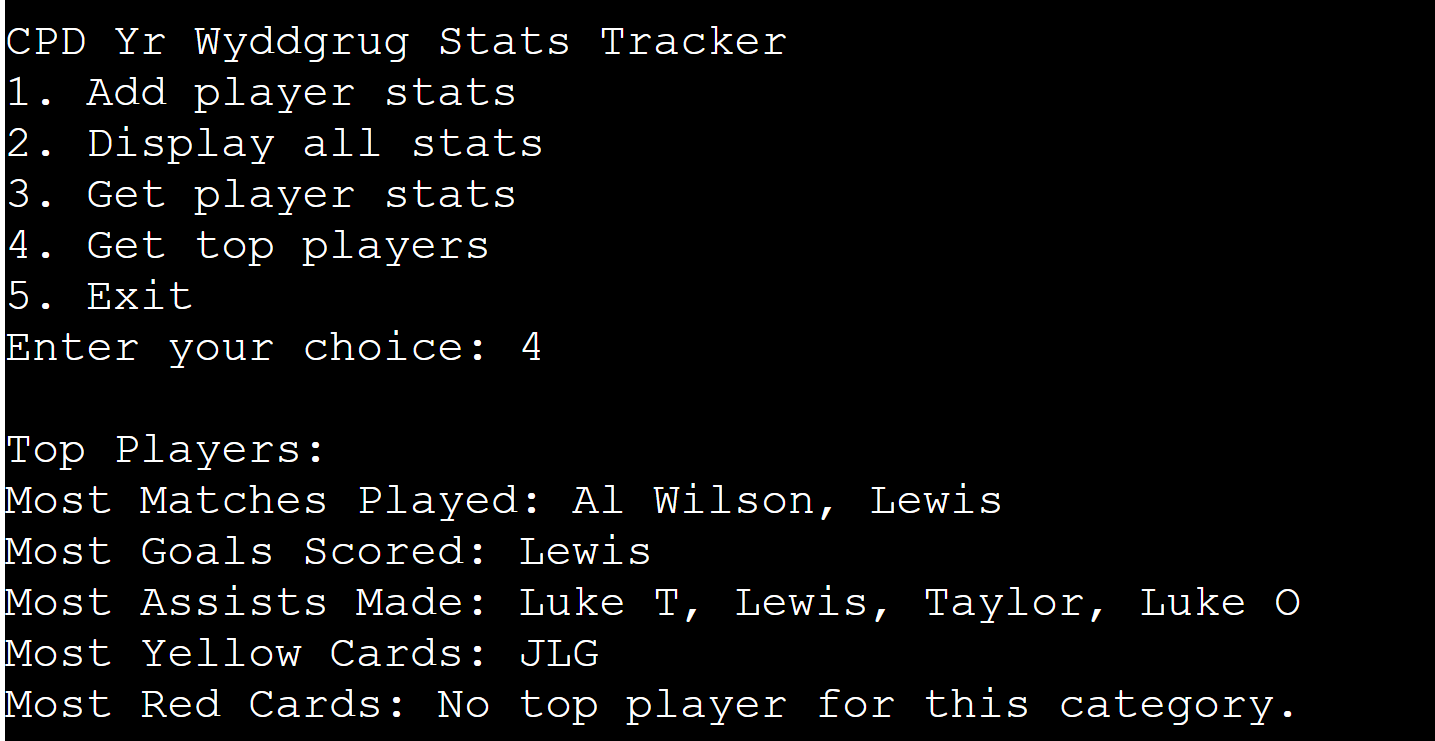 CPD Yr Wyddgrug Stats Tracker
1. Add player stats
2. Display all stats
3. Get player stats
4. Get top players
5. Exit
Enter your choice: 4
Top Players:
Most Matches Played: Al Wilson, Lewis
Most Goals Scored: Lewis
Most Assists Made: Luke T, Lewis, Taylor, Luke O
Most Yellow Cards: JLG
Most Red Cards: No top player for this category.